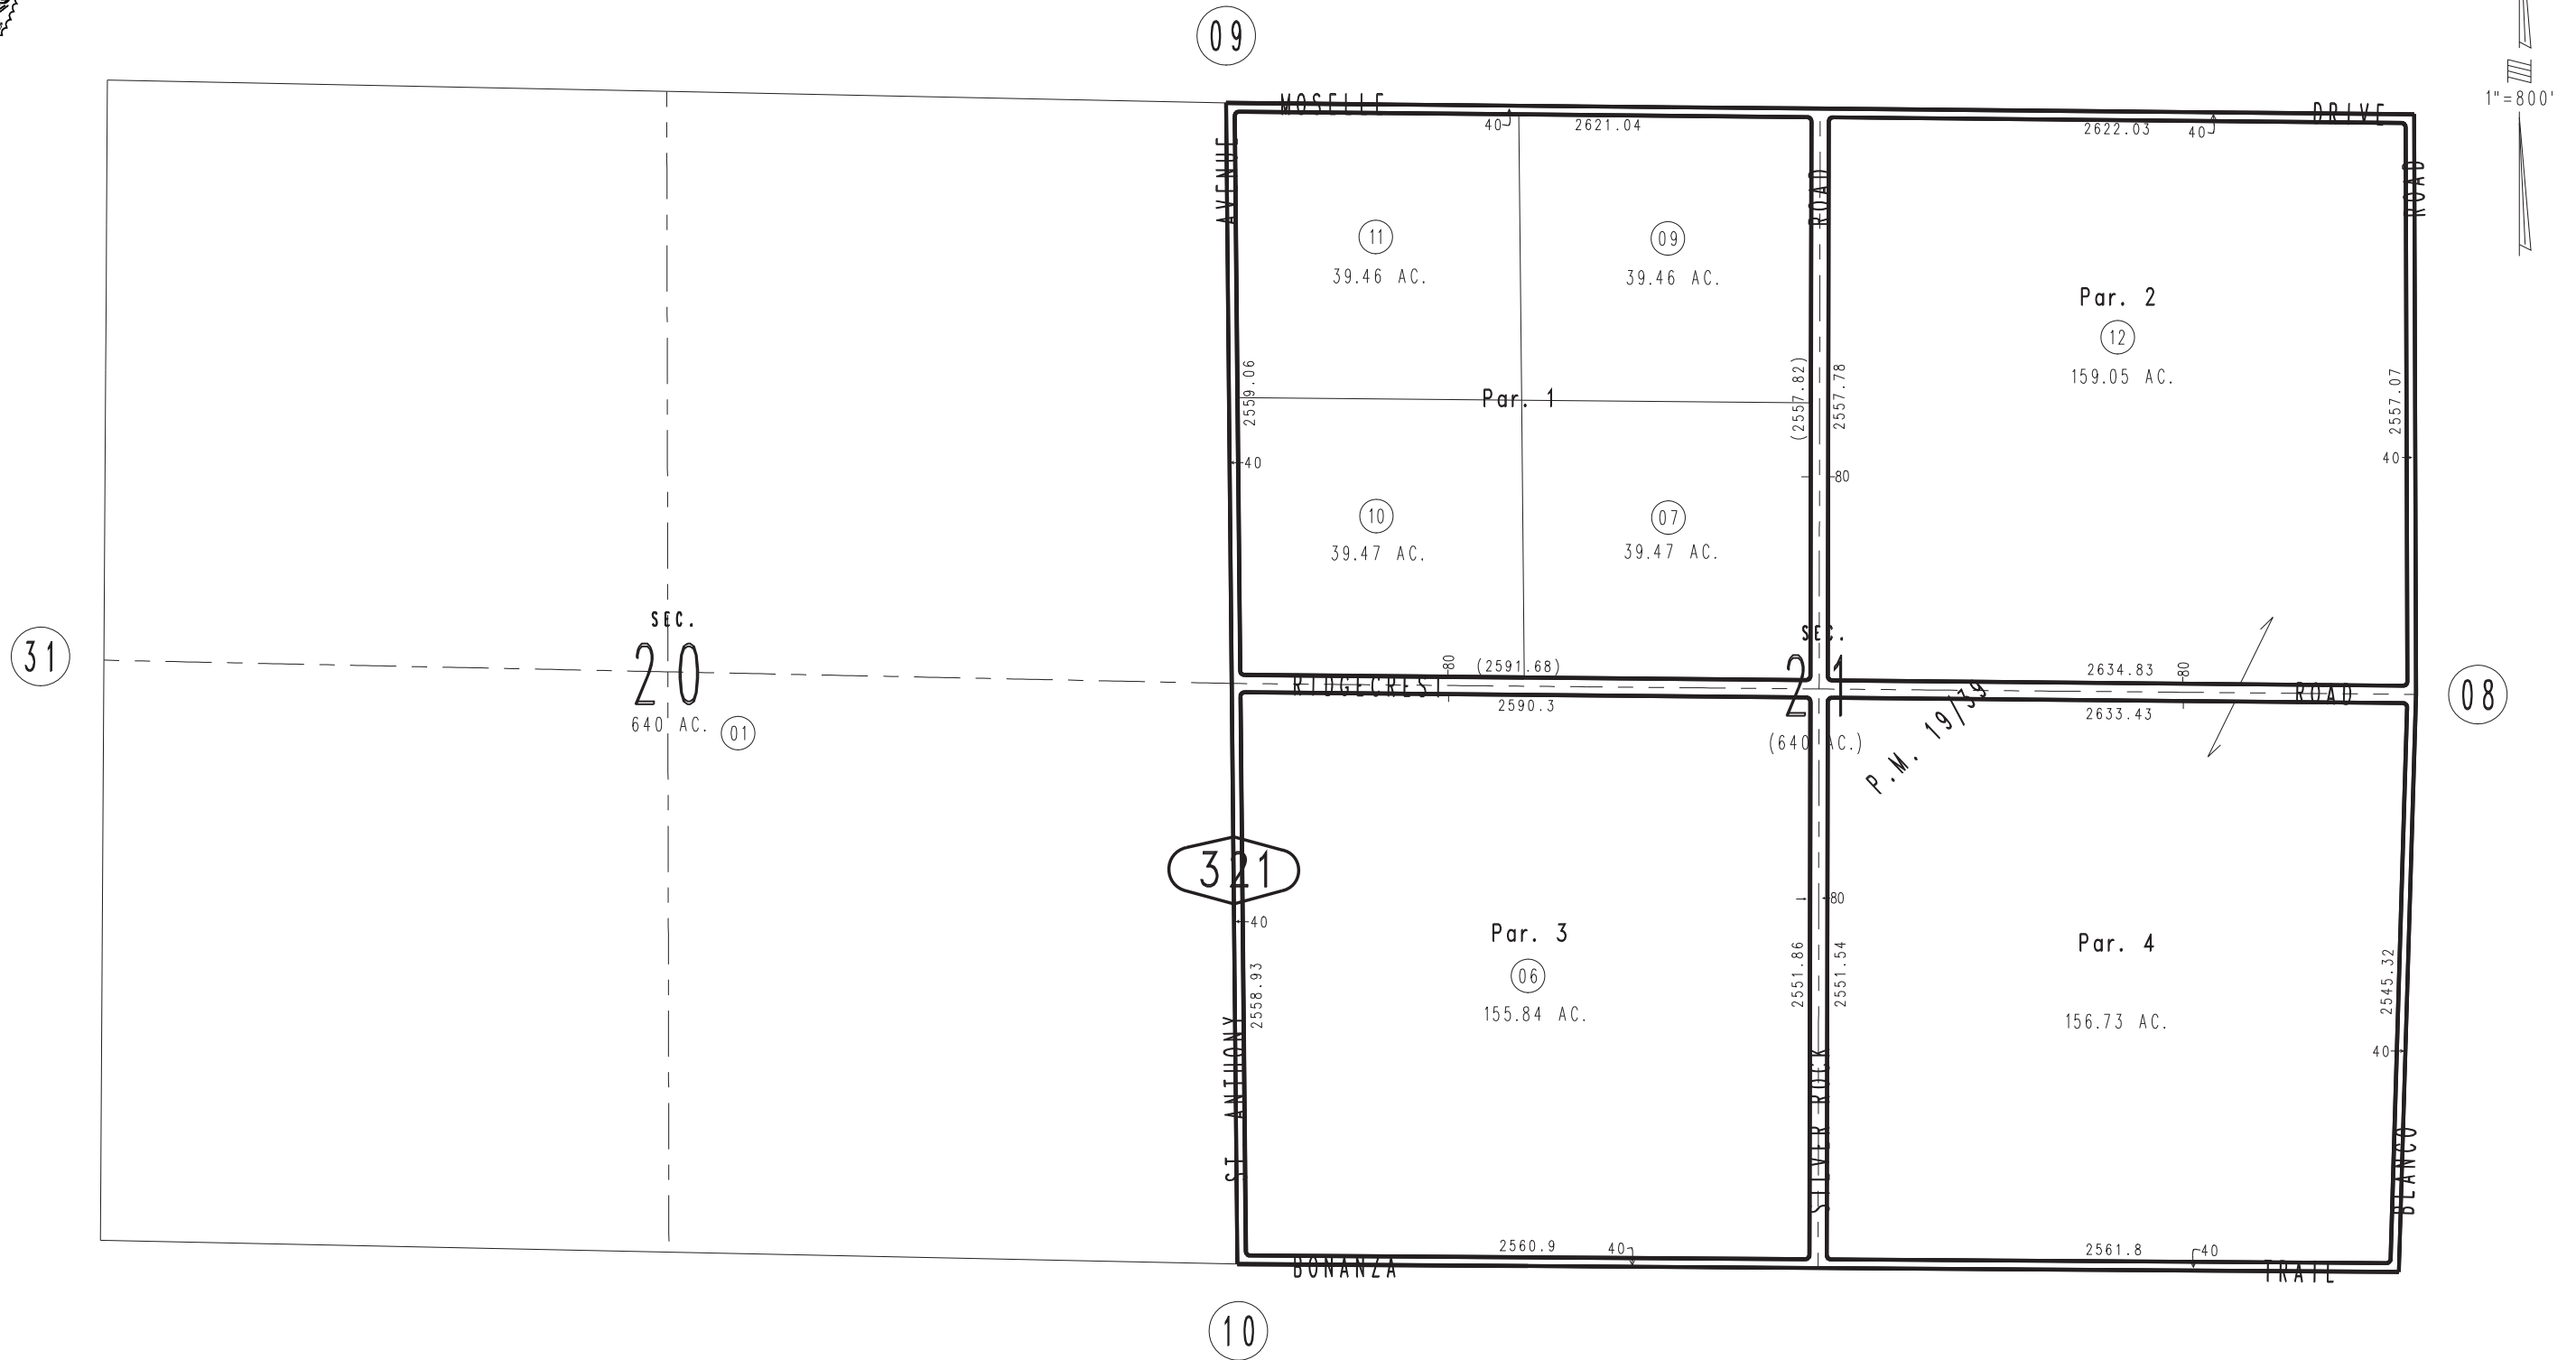 09
1"=800'
MOSELLE DRIVE
40 2621.04
2622.03 40
AVENUE
ROAD
ROAD
11
39.46 AC.
09
39.46 AC.
Par. 2
12
159.05 AC.
2559.06
Par. 1
(2557.82)
2557.78
2557.07
40
80
40
10
39.47 AC.
07
39.47 AC.
31
SEC.
20
640 AC. 01
80 (2591.68)
SEC.
21
(640 AC.)
2634.83 80
RIDGECREST ROAD
2590.3
2633.43
08
P.M. 19/39
321
40
80
Par. 3
06
155.84 AC.
Par. 4
156.73 AC.
2558.93
2551.86
2551.54
2545.32
40
ST ANTHONY
SILVER ROCK
BLANCO
2560.9 40
2561.8 40
BONANZA TRAIL
10